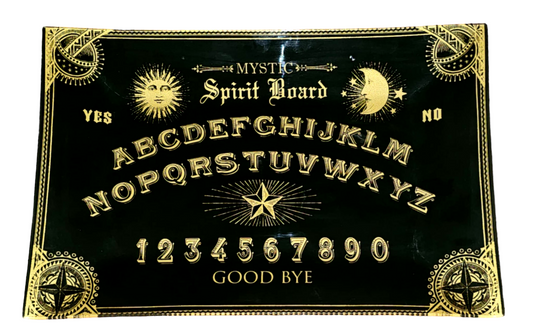 MYSTIC
Spirit Board
YES
NO
ABCDEFGHIJKLM
NOPQRSTUVWXYZ
1234567890
GOOD BYE